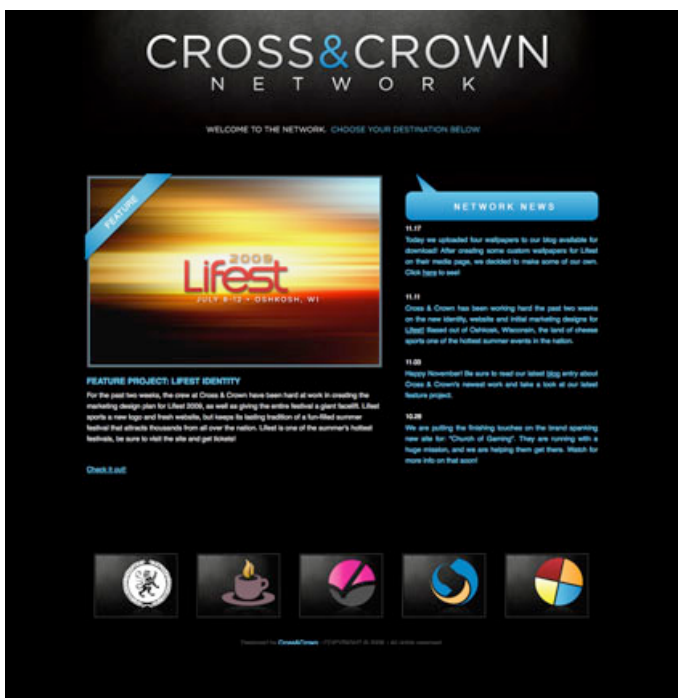 CROSS&CROWN
NETWORK
WELCOME TO THE NETWORK. CHOOSE YOUR DESTINATION BELOW
FEATURE
2009
Lifest
JULY 8-12 • OSHKOSH, WI
FEATURE PROJECT: LIFEST IDENTITY
For the past two weeks, the crew at Cross & Crown have been hard at work in creating the
marketing design plan for Lifest 2009, as well as giving the entire festival a giant facelift. Lifest
sports a new logo and fresh website, but keeps its lasting tradition of a fun-filled summer
festival that attracts thousands from all over the nation. Lifest is one of the summer's hottest
festivals, be sure to visit the site and get tickets!
Check it out!
NETWORK NEWS
11.17
Today we uploaded four wallpapers to our blog available for
download! After creating some custom wallpapers for Lifest
on their media page, we decided to make some of our own.
Click here to see!
11.11
Cross & Crown has been working hard the past two weeks
on the new identity, website and initial marketing designs for
Lifest! Based out of Oshkosh, Wisconsin, the land of cheese
sports one of the hottest summer events in the nation.
11.03
Happy November! Be sure to read our latest blog entry about
Cross & Crown's newest work and take a look at our latest
feature project.
10.28
We are putting the finishing touches on the brand spanking
new site for: "Church of Gaming". They are running with a
huge mission, and we are helping them get there. Watch for
more info on that soon!
by Cross&Crown. COPYRIGHT © 2008 - All rights reserved